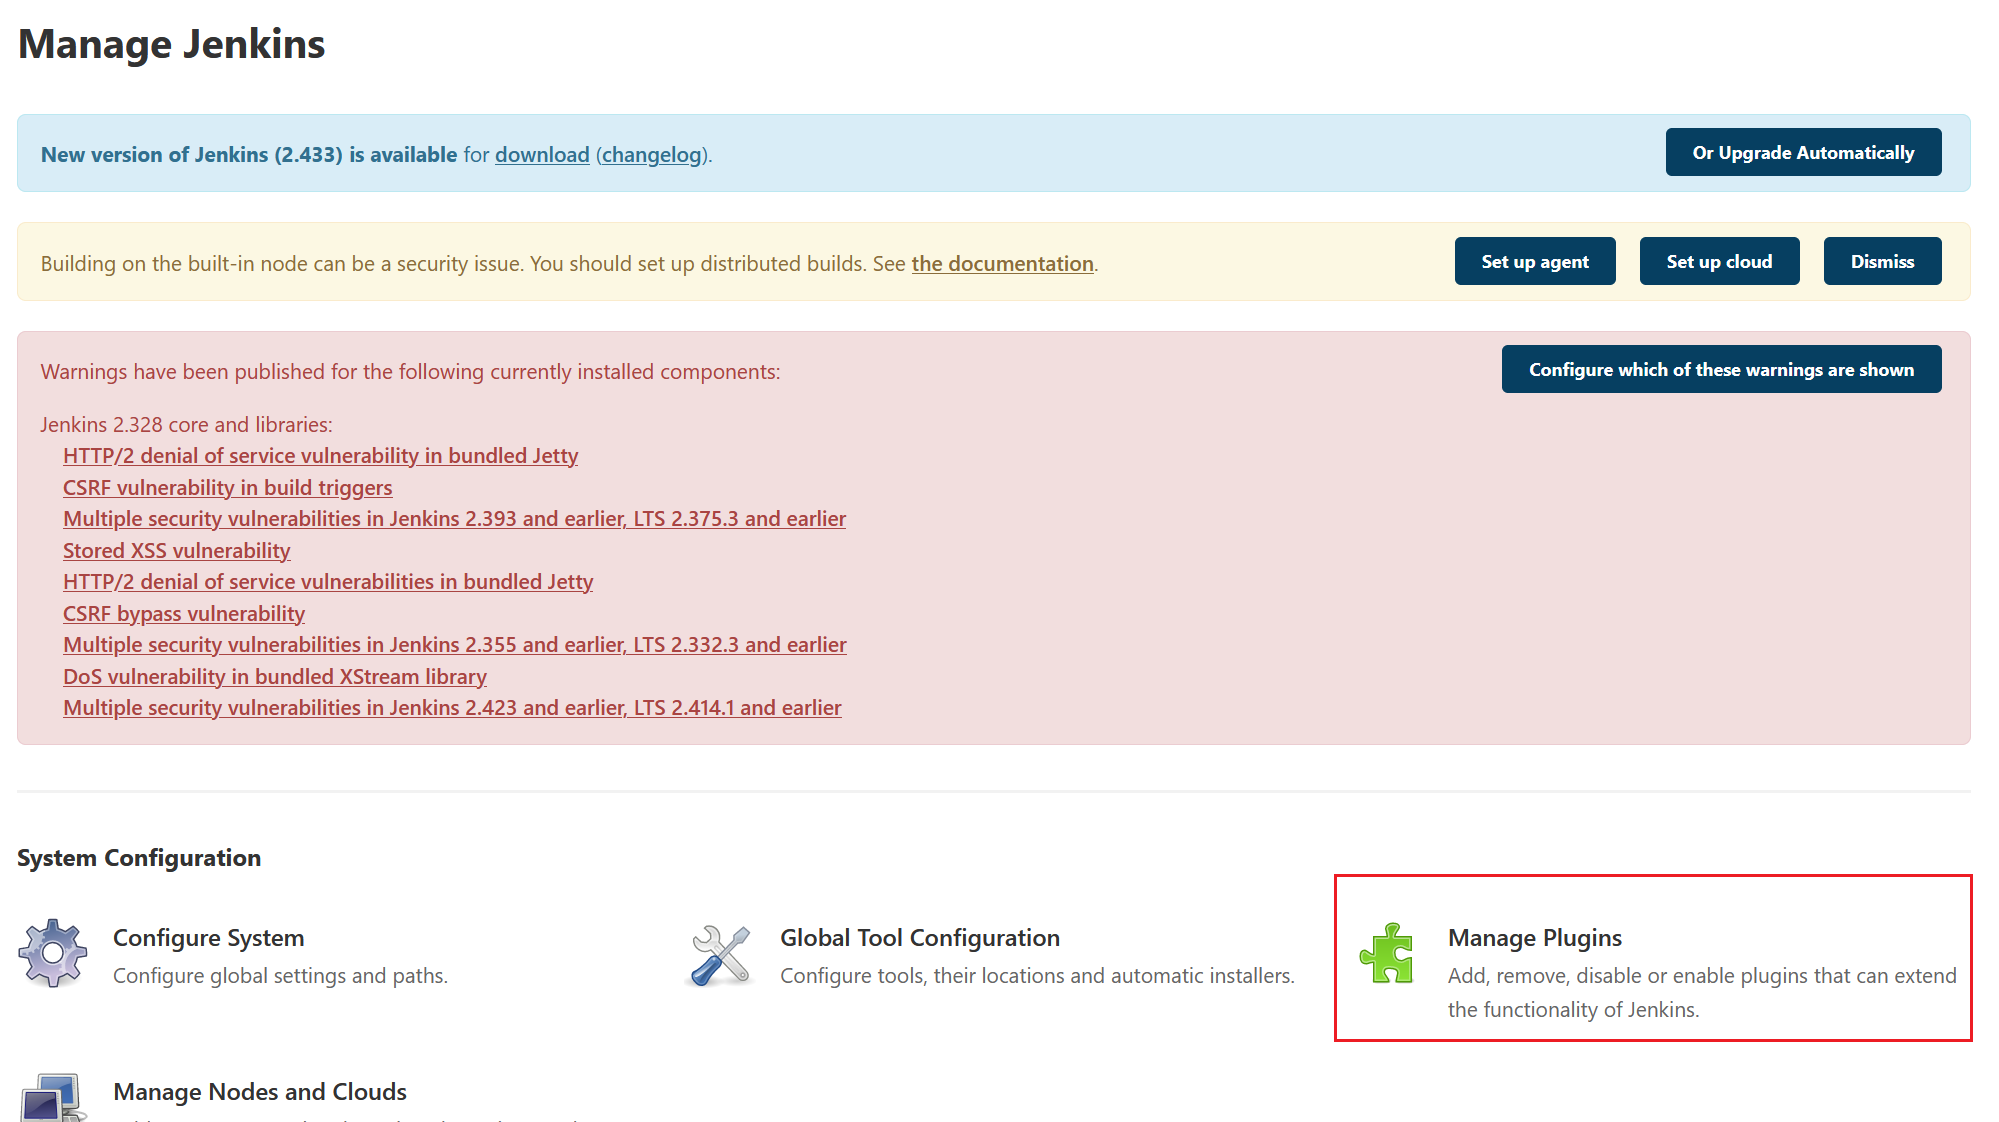 Manage Jenkins
New version of Jenkins (2.433) is available for download (changelog).
Or Upgrade Automatically
Building on the built-in node can be a security issue. You should set up distributed builds. See the documentation.
Set up agent
Set up cloud
Dismiss
Warnings have been published for the following currently installed components:
Configure which of these warnings are shown
Jenkins 2.328 core and libraries:
HTTP/2 denial of service vulnerability in bundled Jetty
CSRF vulnerability in build triggers
Multiple security vulnerabilities in Jenkins 2.393 and earlier, LTS 2.375.3 and earlier
Stored XSS vulnerability
HTTP/2 denial of service vulnerabilities in bundled Jetty
CSRF bypass vulnerability
Multiple security vulnerabilities in Jenkins 2.355 and earlier, LTS 2.332.3 and earlier
DoS vulnerability in bundled XStream library
Multiple security vulnerabilities in Jenkins 2.423 and earlier, LTS 2.414.1 and earlier
System Configuration
Configure System
Configure global settings and paths.
Global Tool Configuration
Configure tools, their locations and automatic installers.
Manage Plugins
Add, remove, disable or enable plugins that can extend
the functionality of Jenkins.
Manage Nodes and Clouds